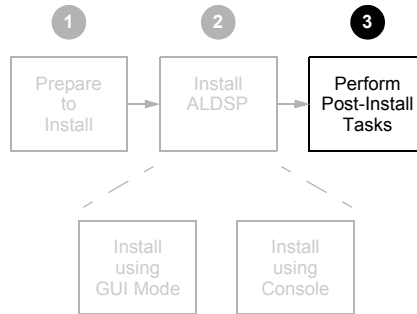 1
2
3
Prepare
to
Install
Install
ALDSP
Perform
Post-Install
Tasks
Install
using
GUI Mode
Install
using
Console